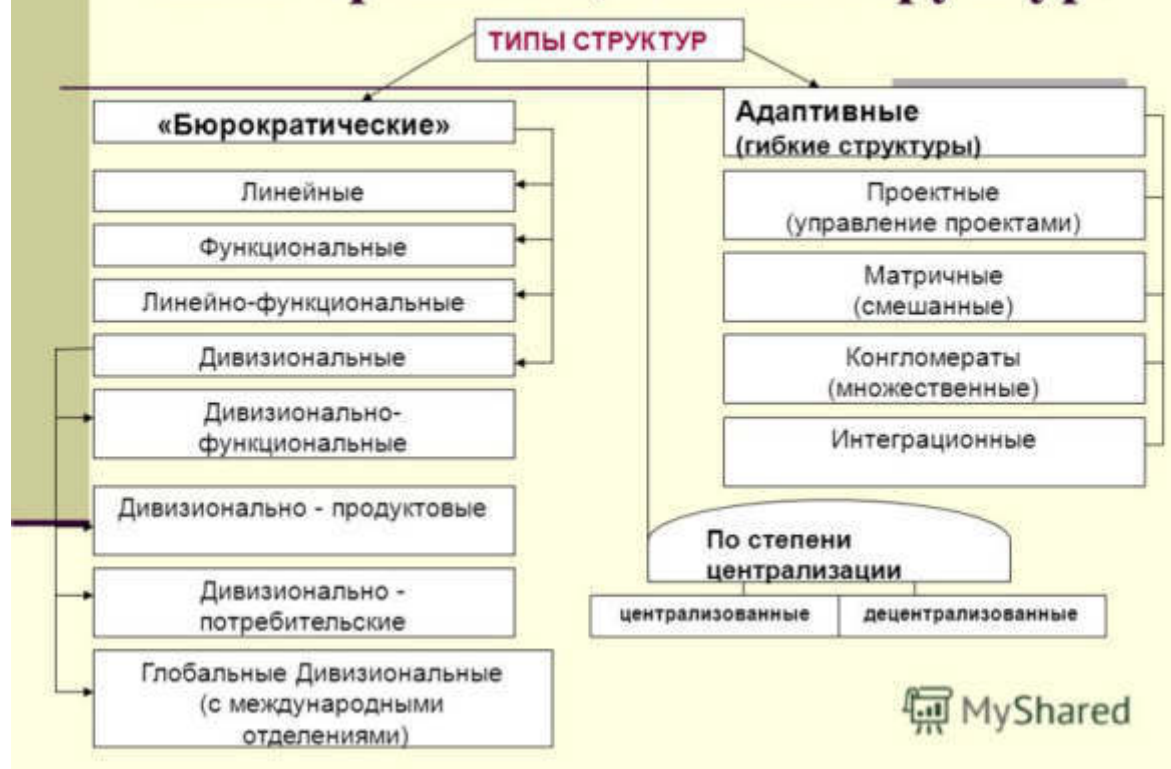 ТИПЫ СТРУКТУР
«Бюрократические»
Линейные
Функциональные
Линейно-функциональные
Дивизиональные
Дивизионально-
функциональные
Дивизионально - продуктовые
Дивизионально -
потребительские
Глобальные Дивизиональные
(с международными
отделениями)
Адаптивные
(гибкие структуры)
Проектные
(управление проектами)
Матричные
(смешанные)
Конгломераты
(множественные)
Интеграционные
По степени
централизации
централизованные
децентрализованные
MyShared